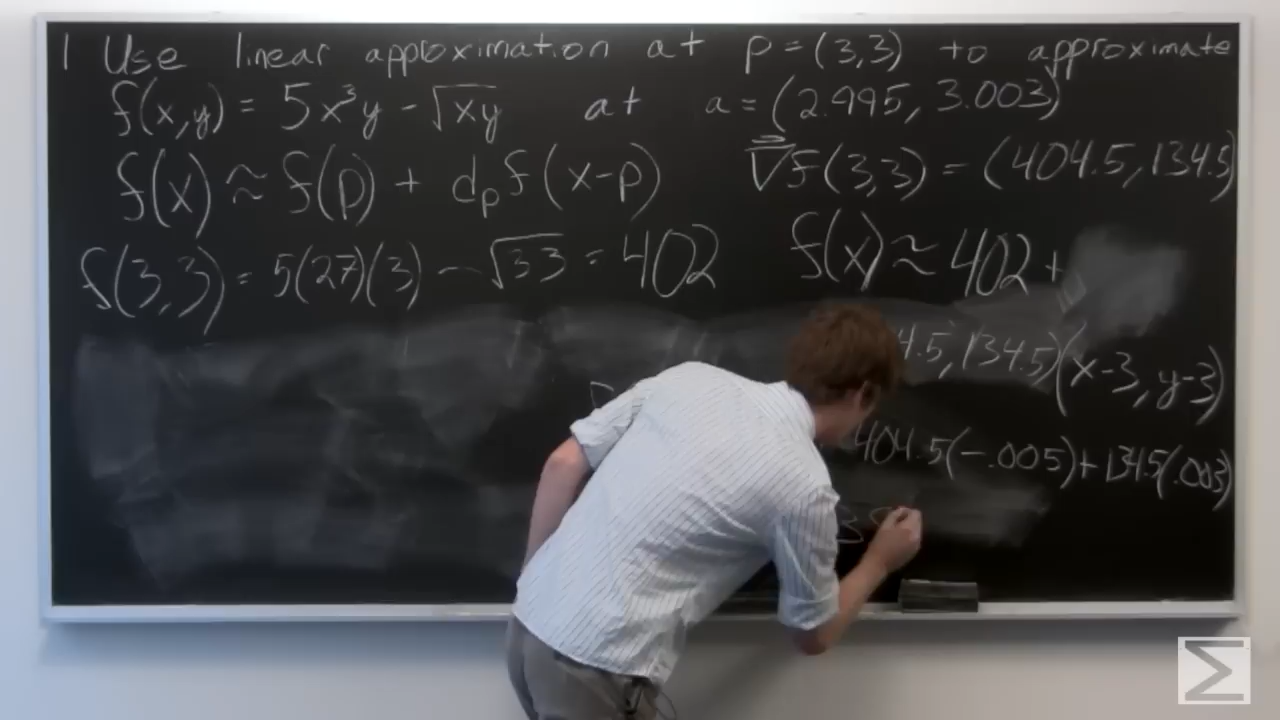 1 Use linear approximation at p = (3,3) to approximate
f(x,y) = 5x³y - √xy at a = (2.995, 3.003)
f(x) ≈ f(p) + dₚf(x-p)
∇f(3,3) = (404.5, 134.5)
f(3,3) = 5(27)(3) - √33 = 402
f(x) ≈ 402 +
4.5, 134.5)(x-3, y-3)
404.5(-.005) + 134.5(.003)